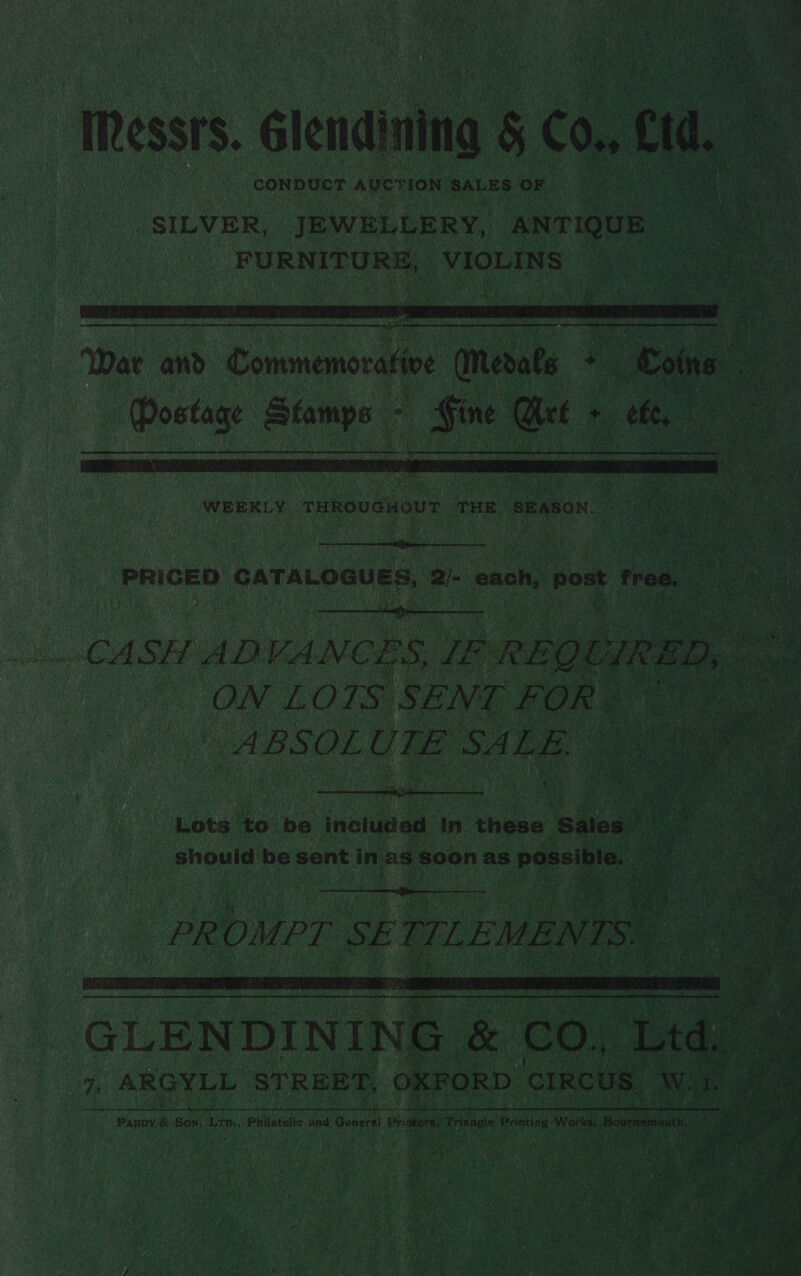 Messrs. Glendining & Co., Ltd.
CONDUCT AUCTION SALES OF
SILVER, JEWELLERY, ANTIQUE
FURNITURE, VIOLINS
War and Commemorative Medals + Coins
Postage Stamps + Fine Art + etc.
WEEKLY THROUGHOUT THE SEASON.
PRICED CATALOGUES, 2/- each, post free.
CASH ADVANCES, IF REQUIRED,
ON LOTS SENT FOR
ABSOLUTE SALE.
Lots to be included in these Sales
should be sent in as soon as possible.
PROMPT SETTLEMENTS.
GLENDINING & CO., Ltd.
7, ARGYLL STREET, OXFORD CIRCUS, W. 1.
PARDY & SON, LTD., Philatelic and General Printers, Triangle Printing Works, Bournemouth.